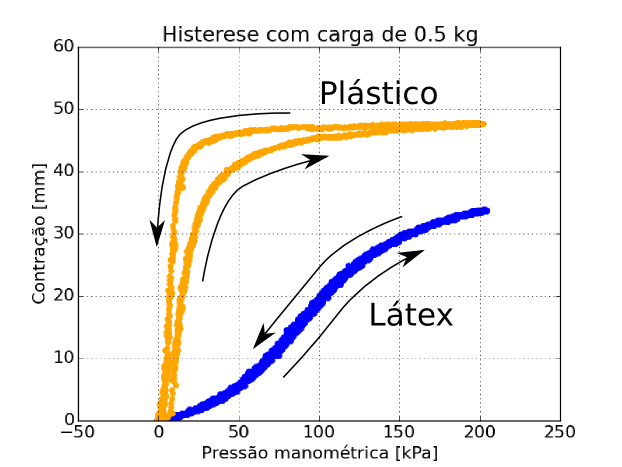 Histerese com carga de 0.5 kg
60
50
40
30
20
10
0
Contração [mm]
Plástico
Látex
−50 0 50 100 150 200 250
Pressão manométrica [kPa]